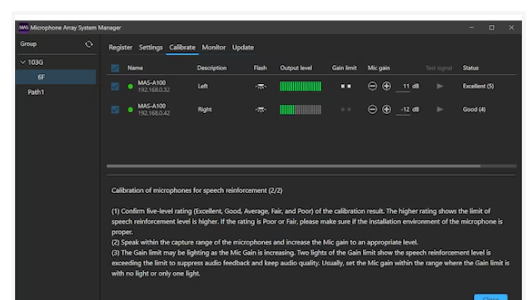 MAS Microphone Array System Manager
Group
Register Settings Calibrate Monitor Update
103G
6F
Path1
Name Description Flash Output level Gain limit Mic gain Test signal Status
MAS-A100 Left 11 dB Excellent (5)
192.168.0.32
MAS-A100 Right -12 dB Good (4)
192.168.0.42
Calibration of microphones for speech reinforcement (2/2)
(1) Confirm five-level rating (Excellent, Good, Average, Fair, and Poor) of the calibration result. The higher rating shows the limit of
speech reinforcement level is higher. If the rating is Poor or Fair, please make sure if the installation environment of the microphone is
proper.
(2) Speak within the capture range of the microphones and increase the Mic gain to an appropriate level.
(3) The Gain limit may be lighting as the Mic Gain is increasing. Two lights of the Gain limit show the speech reinforcement level is
exceeding the limit to suppress audio feedback and keep audio quality. Usually, set the Mic gain within the range where the Gain limit is
with no light or only one light.